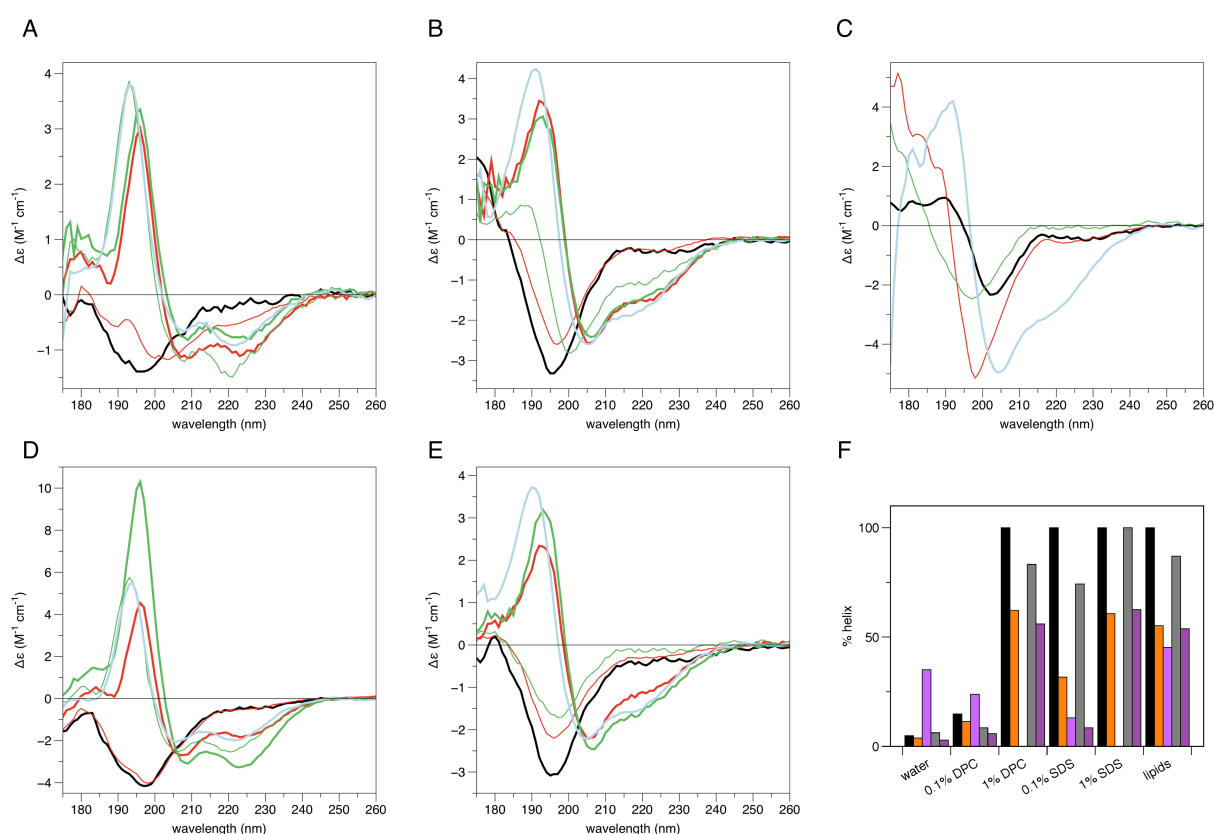 A
B
C
4
3
2
1
0
−1
Δε (M⁻¹ cm⁻¹)
180 190 200 210 220 230 240 250 260
wavelength (nm)
4
3
2
1
0
−1
−2
−3
Δε (M⁻¹ cm⁻¹)
180 190 200 210 220 230 240 250 260
wavelength (nm)
4
2
0
−2
−4
Δε (M⁻¹ cm⁻¹)
180 190 200 210 220 230 240 250 260
wavelength (nm)
D
E
F
10
8
6
4
2
0
−2
−4
Δε (M⁻¹ cm⁻¹)
180 190 200 210 220 230 240 250 260
wavelength (nm)
4
3
2
1
0
−1
−2
−3
Δε (M⁻¹ cm⁻¹)
180 190 200 210 220 230 240 250 260
wavelength (nm)
100
50
0
% helix
water
0.1% DPC
1% DPC
0.1% SDS
1% SDS
lipids